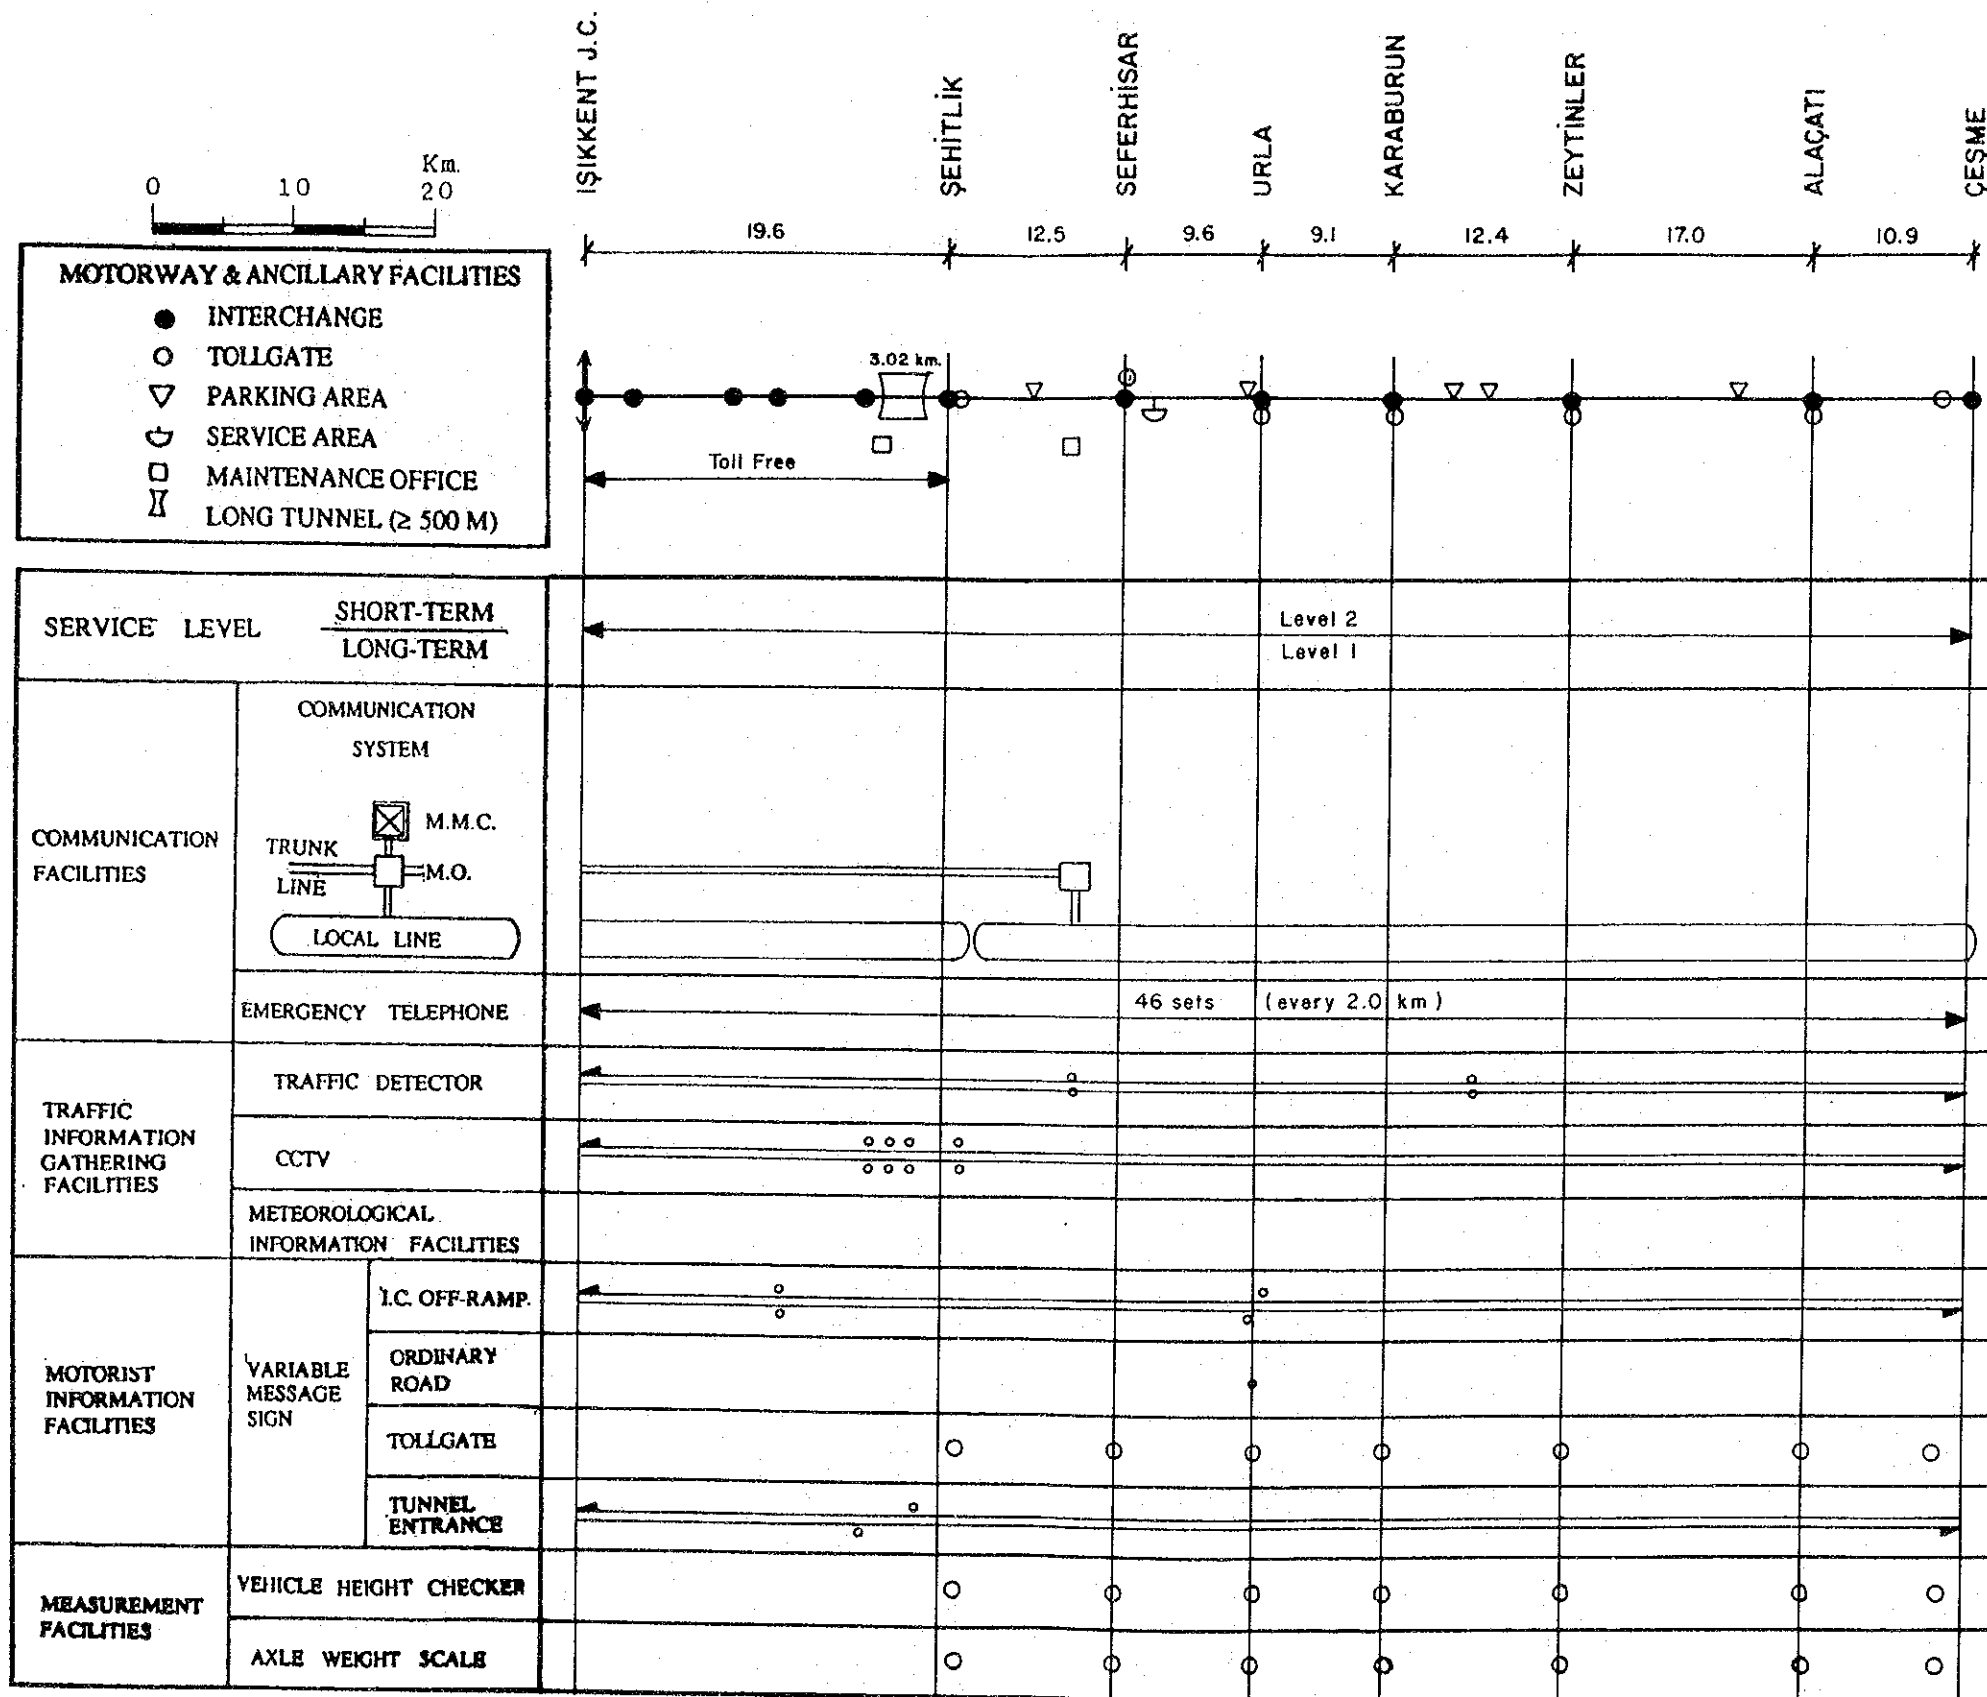 IŞIKKENT J.C.
ŞEHİTLİK
SEFERHİSAR
URLA
KARABURUN
ZEYTİNLER
ALAÇATI
ÇEŞME
Km.
0 10 20
19.6 12.5 9.6 9.1 12.4 17.0 10.9
MOTORWAY & ANCILLARY FACILITIES
INTERCHANGE
TOLLGATE
PARKING AREA
SERVICE AREA
MAINTENANCE OFFICE
LONG TUNNEL (≥ 500 M)
3.02 km.
Toll Free
SERVICE LEVEL
SHORT-TERM
LONG-TERM
Level 2
Level 1
COMMUNICATION
FACILITIES
COMMUNICATION
SYSTEM
M.M.C.
TRUNK
LINE
M.O.
LOCAL LINE
EMERGENCY TELEPHONE
46 sets (every 2.0 km)
TRAFFIC
INFORMATION
GATHERING
FACILITIES
TRAFFIC DETECTOR
CCTV
METEOROLOGICAL
INFORMATION FACILITIES
MOTORIST
INFORMATION
FACILITIES
VARIABLE
MESSAGE
SIGN
I.C. OFF-RAMP.
ORDINARY
ROAD
TOLLGATE
TUNNEL
ENTRANCE
MEASUREMENT
FACILITIES
VEHICLE HEIGHT CHECKER
AXLE WEIGHT SCALE